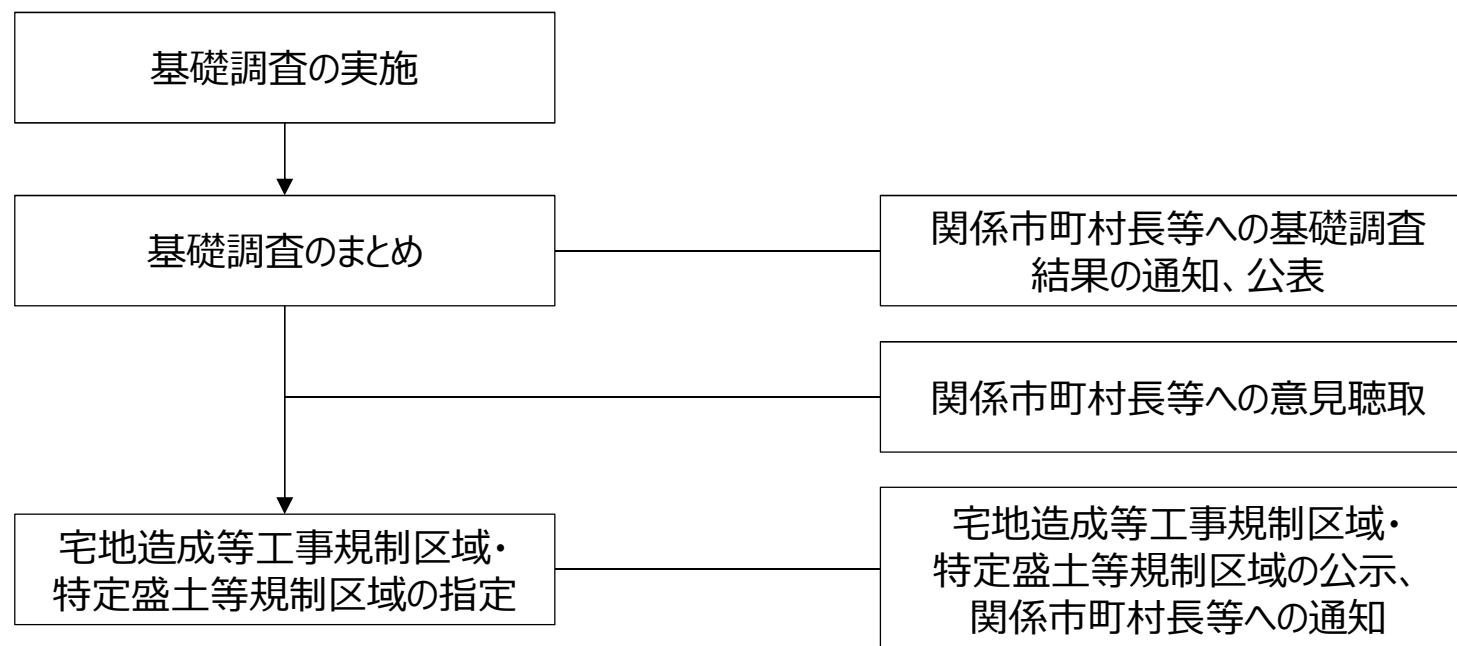 基礎調査の実施
基礎調査のまとめ
関係市町村長等への基礎調査
結果の通知、公表
関係市町村長等への意見聴取
宅地造成等工事規制区域・
特定盛土等規制区域の指定
宅地造成等工事規制区域・
特定盛土等規制区域の公示、
関係市町村長等への通知